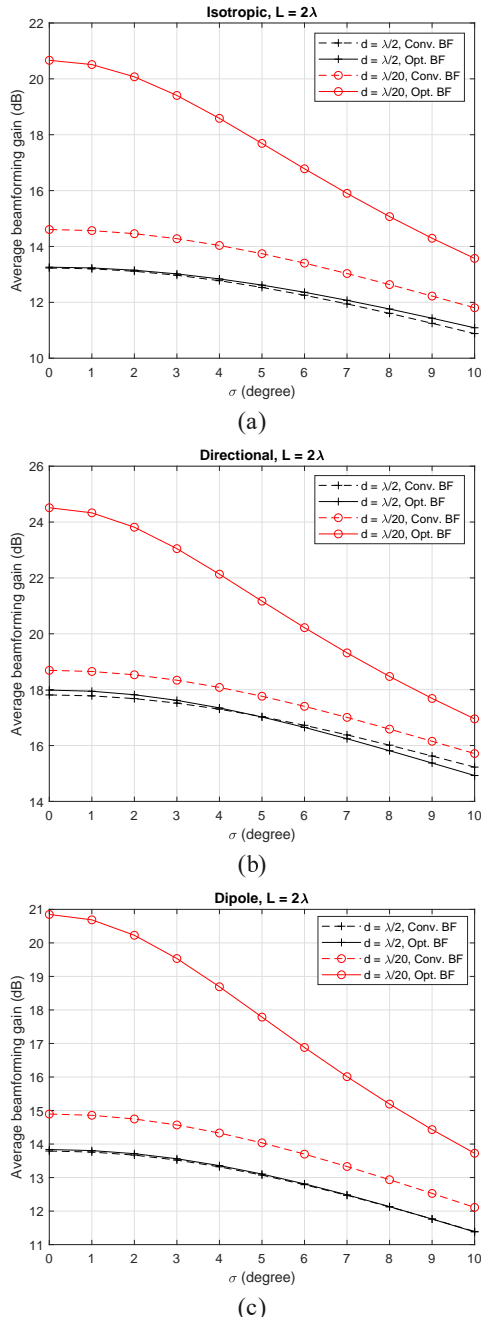 Isotropic, L = 2λ
22
20
18
16
14
12
10
Average beamforming gain (dB)
d = λ/2, Conv. BF
d = λ/2, Opt. BF
d = λ/20, Conv. BF
d = λ/20, Opt. BF
0 1 2 3 4 5 6 7 8 9 10
σ (degree)
(a)
Directional, L = 2λ
26
24
22
20
18
16
14
Average beamforming gain (dB)
d = λ/2, Conv. BF
d = λ/2, Opt. BF
d = λ/20, Conv. BF
d = λ/20, Opt. BF
0 1 2 3 4 5 6 7 8 9 10
σ (degree)
(b)
Dipole, L = 2λ
21
20
19
18
17
16
15
14
13
12
11
Average beamforming gain (dB)
d = λ/2, Conv. BF
d = λ/2, Opt. BF
d = λ/20, Conv. BF
d = λ/20, Opt. BF
0 1 2 3 4 5 6 7 8 9 10
σ (degree)
(c)